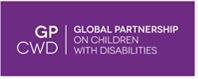 GP
CWD
GLOBAL PARTNERSHIP
ON CHILDREN
WITH DISABILITIES